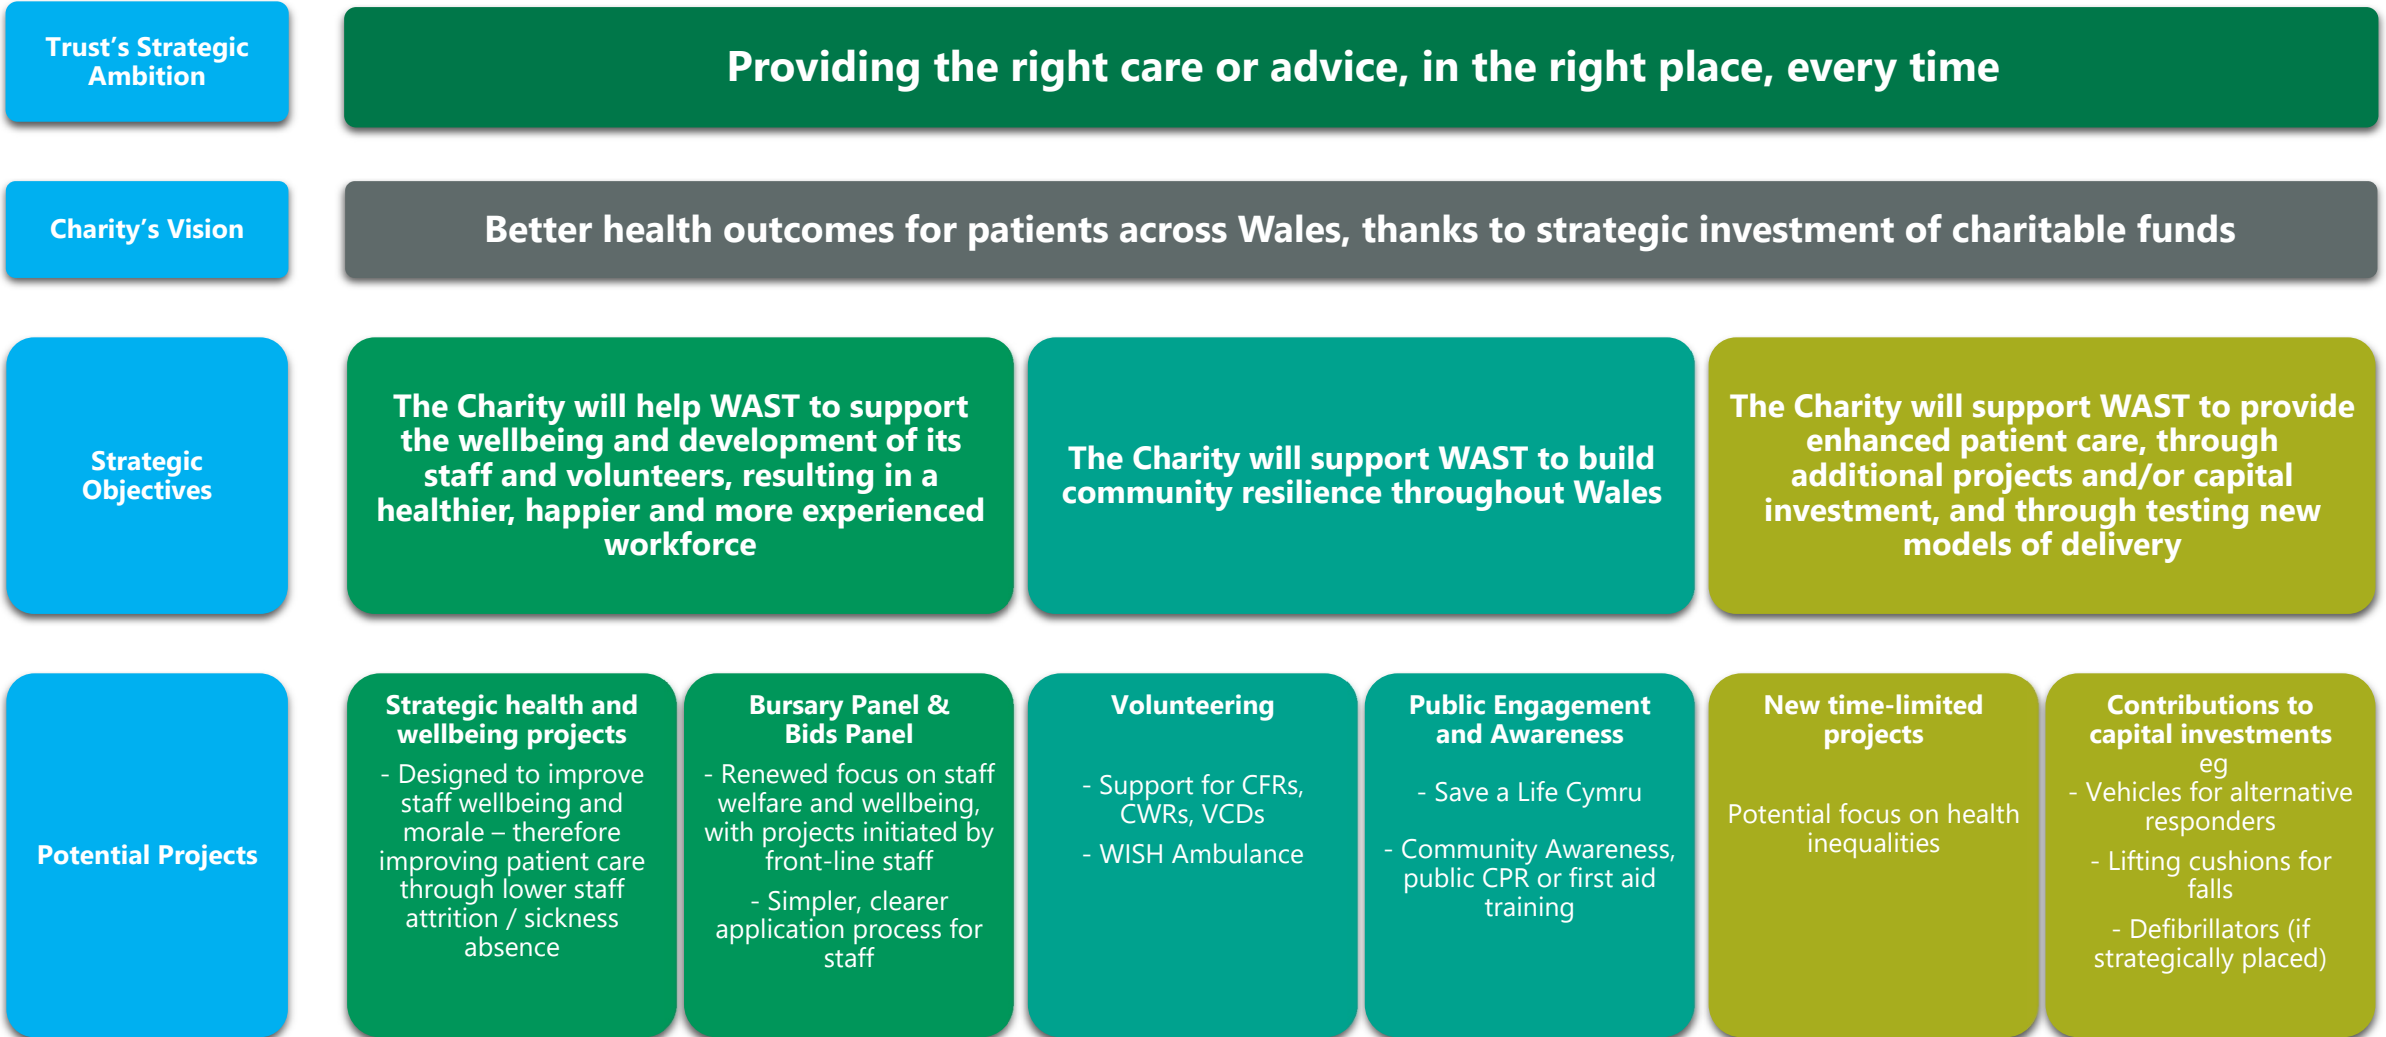 Trust's Strategic
Ambition
Providing the right care or advice, in the right place, every time
Charity's Vision
Better health outcomes for patients across Wales, thanks to strategic investment of charitable funds
Strategic
Objectives
The Charity will help WAST to support
the wellbeing and development of its
staff and volunteers, resulting in a
healthier, happier and more experienced
workforce
The Charity will support WAST to build
community resilience throughout Wales
The Charity will support WAST to provide
enhanced patient care, through
additional projects and/or capital
investment, and through testing new
models of delivery
Potential Projects
Strategic health and
wellbeing projects
- Designed to improve
staff wellbeing and
morale – therefore
improving patient care
through lower staff
attrition / sickness
absence
Bursary Panel &
Bids Panel
- Renewed focus on staff
welfare and wellbeing,
with projects initiated by
front-line staff
- Simpler, clearer
application process for
staff
Volunteering
- Support for CFRs,
CWRs, VCDs
- WISH Ambulance
Public Engagement
and Awareness
- Save a Life Cymru
- Community Awareness,
public CPR or first aid
training
New time-limited
projects
Potential focus on health
inequalities
Contributions to
capital investments
eg
- Vehicles for alternative
responders
- Lifting cushions for
falls
- Defibrillators (if
strategically placed)